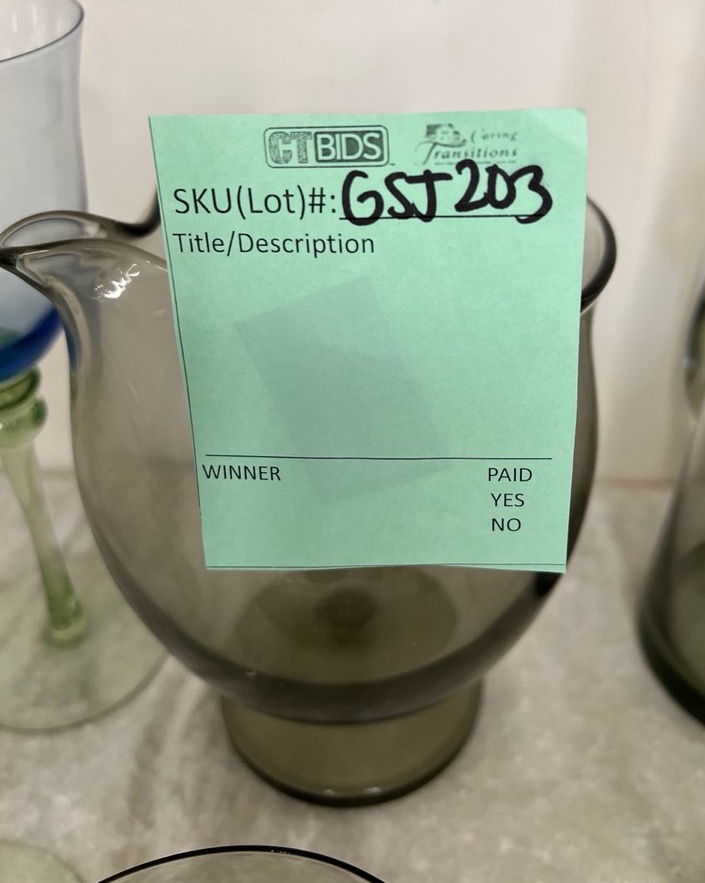 CTBIDS
Caring
Transitions
SKU(Lot)#: GSJ203
Title/Description
WINNER PAID
YES
NO